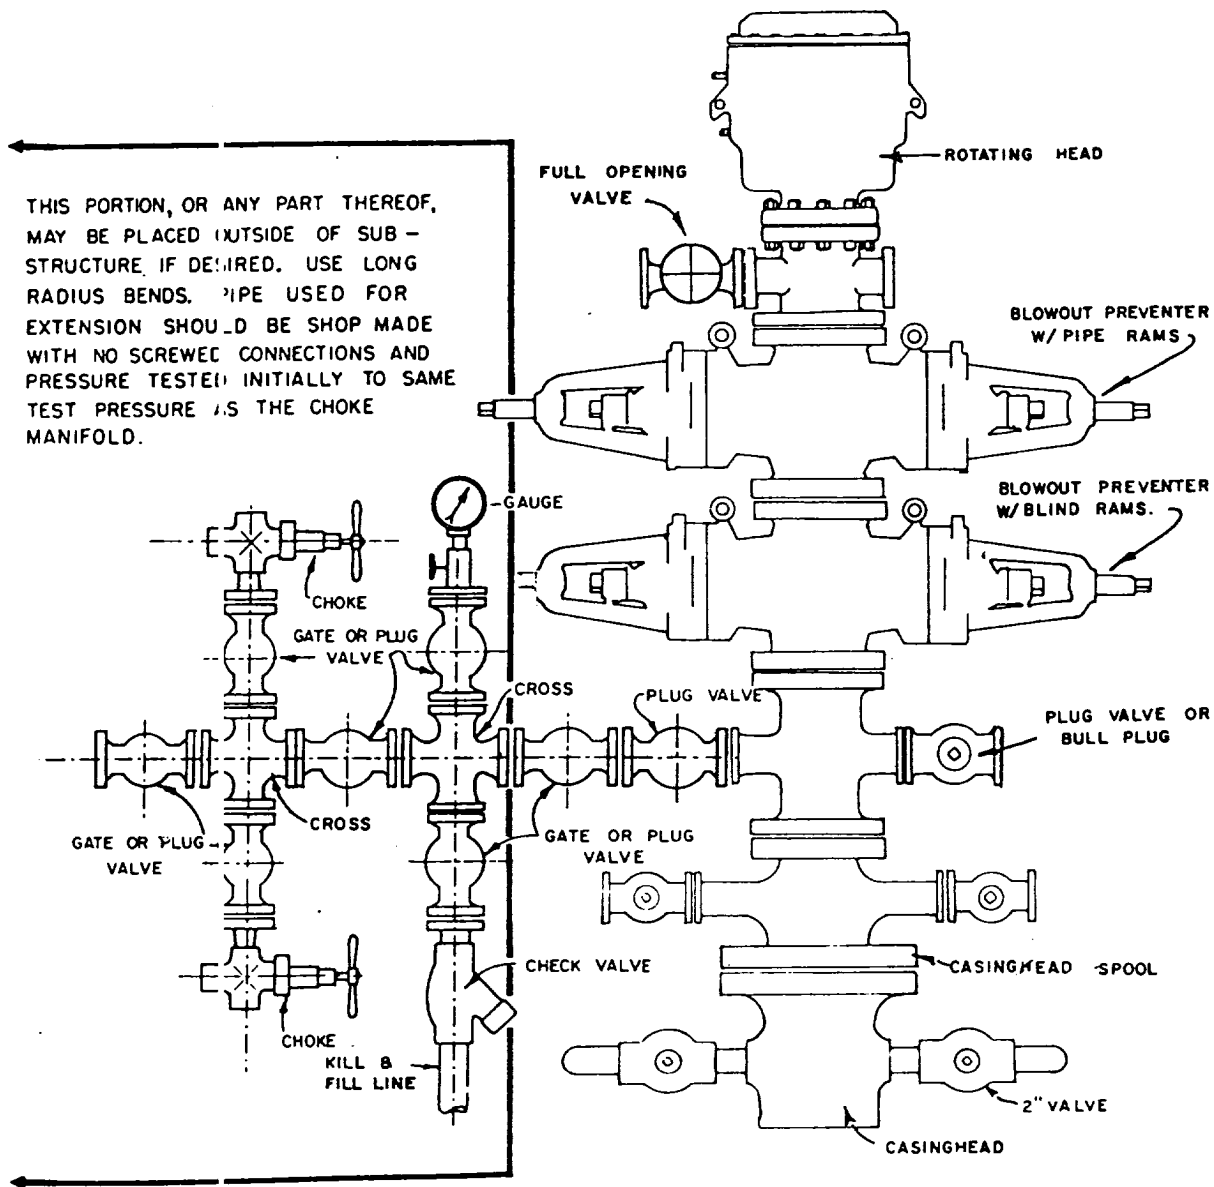 ROTATING HEAD
FULL OPENING
VALVE
THIS PORTION, OR ANY PART THEREOF,
MAY BE PLACED OUTSIDE OF SUB-
STRUCTURE IF DESIRED. USE LONG
RADIUS BENDS. PIPE USED FOR
EXTENSION SHOULD BE SHOP MADE
WITH NO SCREWED CONNECTIONS AND
PRESSURE TESTED INITIALLY TO SAME
TEST PRESSURE AS THE CHOKE
MANIFOLD.
BLOWOUT PREVENTER
W/ PIPE RAMS
BLOWOUT PREVENTER
W/ BLIND RAMS.
GAUGE
CHOKE
GATE OR PLUG
VALVE
CROSS
PLUG VALVE
PLUG VALVE OR
BULL PLUG
CROSS
GATE OR PLUG
VALVE
GATE OR PLUG
VALVE
CHECK VALVE
CASINGHEAD SPOOL
CHOKE
KILL &
FILL LINE
2" VALVE
CASINGHEAD